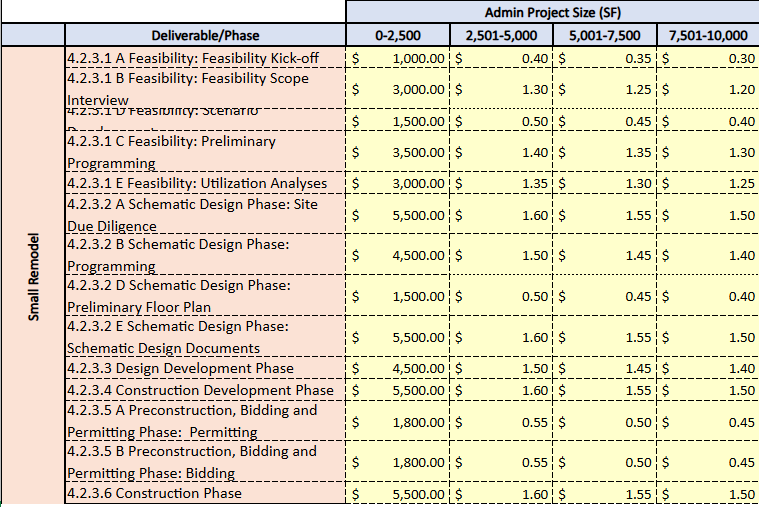 Admin Project Size (SF)
Deliverable/Phase 0-2,500 2,501-5,000 5,001-7,500 7,501-10,000
Small Remodel
4.2.3.1 A Feasibility: Feasibility Kick-off $ 1,000.00 $ 0.40 $ 0.35 $ 0.30
4.2.3.1 B Feasibility: Feasibility Scope
Interview $ 3,000.00 $ 1.30 $ 1.25 $ 1.20
4.2.3.1 D Feasibility: Scenario
$ 1,500.00 $ 0.50 $ 0.45 $ 0.40
4.2.3.1 C Feasibility: Preliminary
Programming $ 3,500.00 $ 1.40 $ 1.35 $ 1.30
4.2.3.1 E Feasibility: Utilization Analyses $ 3,000.00 $ 1.35 $ 1.30 $ 1.25
4.2.3.2 A Schematic Design Phase: Site
Due Diligence $ 5,500.00 $ 1.60 $ 1.55 $ 1.50
4.2.3.2 B Schematic Design Phase:
Programming $ 4,500.00 $ 1.50 $ 1.45 $ 1.40
4.2.3.2 D Schematic Design Phase:
Preliminary Floor Plan $ 1,500.00 $ 0.50 $ 0.45 $ 0.40
4.2.3.2 E Schematic Design Phase:
Schematic Design Documents $ 5,500.00 $ 1.60 $ 1.55 $ 1.50
4.2.3.3 Design Development Phase $ 4,500.00 $ 1.50 $ 1.45 $ 1.40
4.2.3.4 Construction Development Phase $ 5,500.00 $ 1.60 $ 1.55 $ 1.50
4.2.3.5 A Preconstruction, Bidding and
Permitting Phase: Permitting $ 1,800.00 $ 0.55 $ 0.50 $ 0.45
4.2.3.5 B Preconstruction, Bidding and
Permitting Phase: Bidding $ 1,800.00 $ 0.55 $ 0.50 $ 0.45
4.2.3.6 Construction Phase $ 5,500.00 $ 1.60 $ 1.55 $ 1.50